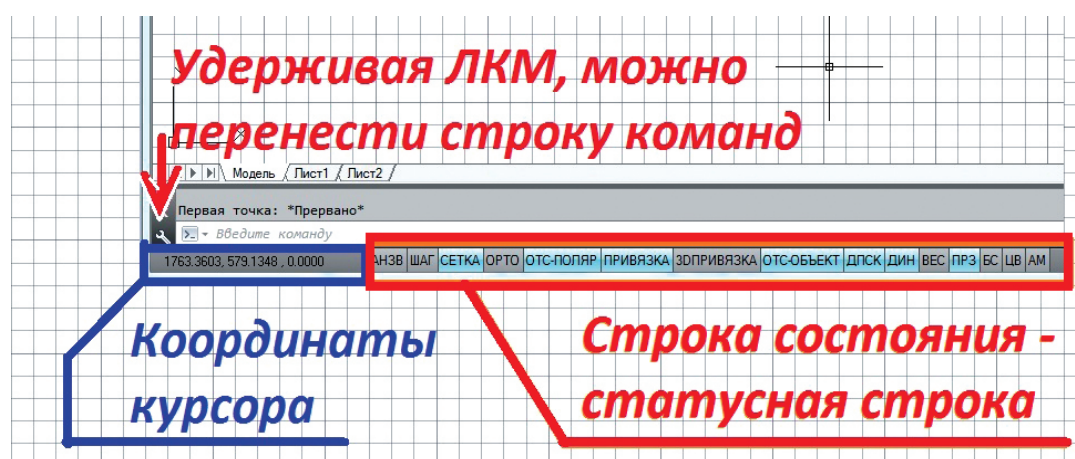 Удерживая ЛКМ, можно
перенести строку команд
Модель Лист1 Лист2
Первая точка: *Прервано*
Введите команду
1763.3603, 579.1348 , 0.0000 АНЗВ ШАГ СЕТКА ОРТО ОТС-ПОЛЯР ПРИВЯЗКА 3DПРИВЯЗКА ОТС-ОБЪЕКТ ДПСК ДИН ВЕС ПРЗ БС ЦВ АМ
Координаты
курсора
Строка состояния -
статусная строка